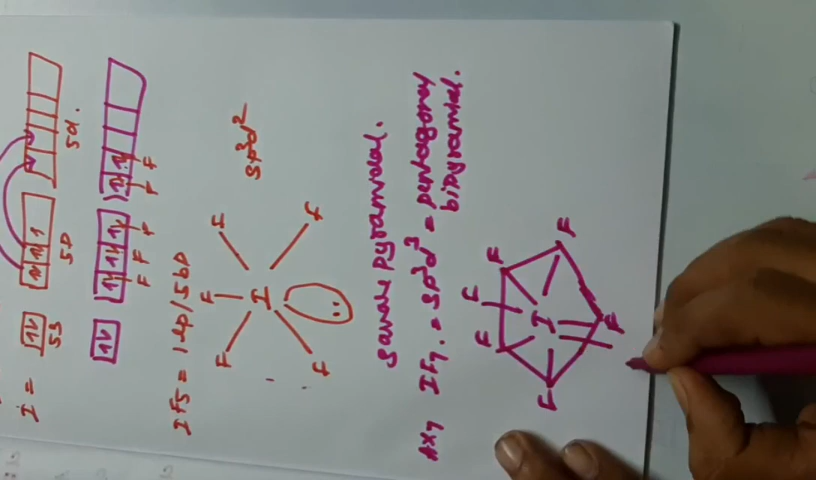 I =
5S
5P
5d.
F F F F F
IF5 = 1lp/5bp
sp3d2
F F
F I
F F
Square pyramidal.
AX7 IF7. = sp3d3 = pentagonal
bipyramidal.
F F
F I F
F F